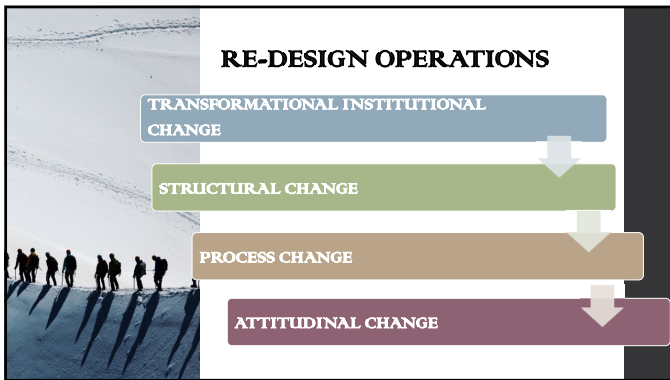 RE-DESIGN OPERATIONS
TRANSFORMATIONAL INSTITUTIONAL
CHANGE
STRUCTURAL CHANGE
PROCESS CHANGE
ATTITUDINAL CHANGE